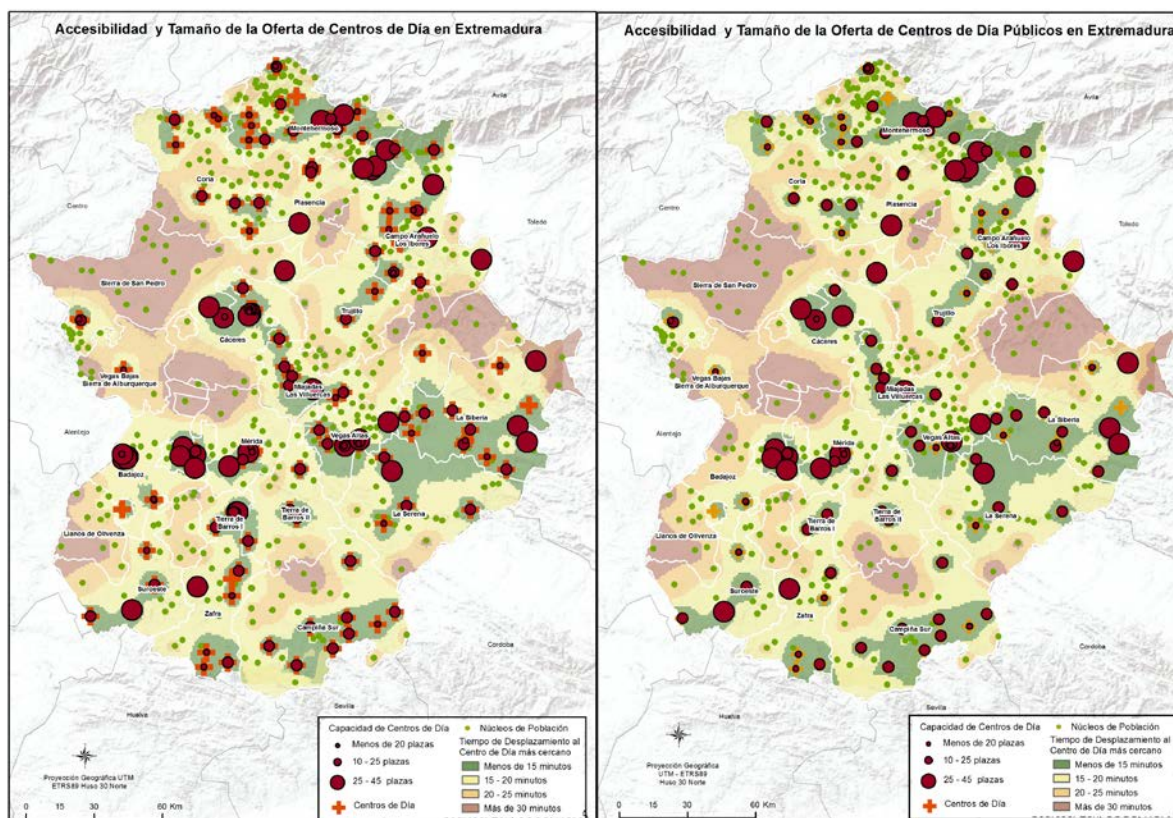 Accesibilidad y Tamaño de la Oferta de Centros de Día en Extremadura
Ávila
Montehermoso
Coria
Centro
Plasencia
Toledo
Campo Arañuelo
Los Ibores
Sierra de San Pedro
Trujillo
Cáceres
Vegas Bajas
Sierra de Alburquerque
Miajadas
Las Villuercas
La Siberia
Alentejo
Mérida
Vegas Altas
Badajoz
Tierra de
Barros I
Tierra de
Barros II
La Serena
Llanos de Olivenza
Suroeste
Zafra
Campiña Sur
Cordoba
Sevilla
Huelva
Proyección Geográfica UTM
ETRS89
Huso 30 Norte
0 15 30 60 Km
Capacidad de Centros de Día
Menos de 20 plazas
10 - 25 plazas
25 - 45 plazas
Centros de Día
Núcleos de Población
Tiempo de Desplazamiento al
Centro de Día más cercano
Menos de 15 minutos
15 - 20 minutos
20 - 25 minutos
Más de 30 minutos
Accesibilidad y Tamaño de la Oferta de Centros de Día Públicos en Extremadura
Ávila
Montehermoso
Coria
Centro
Plasencia
Toledo
Campo Arañuelo
Los Ibores
Sierra de San Pedro
Trujillo
Cáceres
Vegas Bajas
Sierra de Alburquerque
Miajadas
Las Villuercas
La Siberia
Alentejo
Mérida
Vegas Altas
Badajoz
Tierra de
Barros I
Tierra de
Barros II
La Serena
Llanos de Olivenza
Suroeste
Zafra
Campiña Sur
Cordoba
Sevilla
Huelva
Proyección Geográfica
UTM - ETRS89
Huso 30 Norte
0 15 30 60 Km
Capacidad de Centros de Día
Menos de 20 plazas
10 - 25 plazas
25 - 45 plazas
Centros de Día
Núcleos de Población
Tiempo de Desplazamiento al
Centro de Día más cercano
Menos de 15 minutos
15 - 20 minutos
20 - 25 minutos
Más de 30 minutos